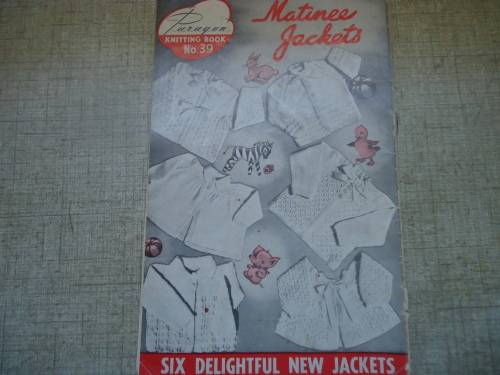 Paragon
KNITTING BOOK
No. 39
Matinee
Jackets
SIX DELIGHTFUL NEW JACKETS